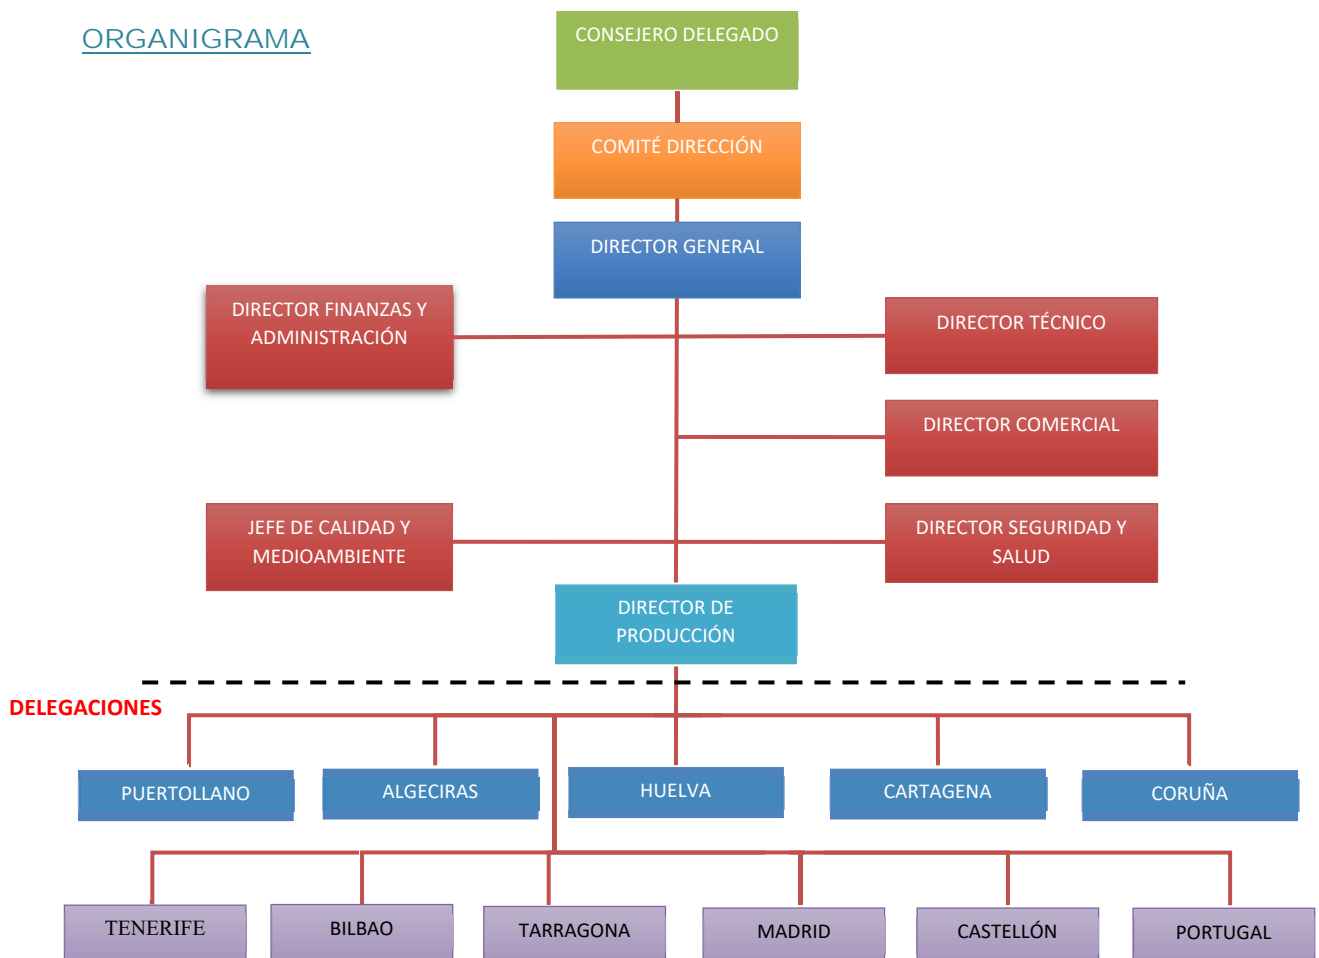 ORGANIGRAMA
CONSEJERO DELEGADO
COMITÉ DIRECCIÓN
DIRECTOR GENERAL
DIRECTOR FINANZAS Y
ADMINISTRACIÓN
DIRECTOR TÉCNICO
DIRECTOR COMERCIAL
JEFE DE CALIDAD Y
MEDIOAMBIENTE
DIRECTOR SEGURIDAD Y
SALUD
DIRECTOR DE
PRODUCCIÓN
DELEGACIONES
PUERTOLLANO
ALGECIRAS
HUELVA
CARTAGENA
CORUÑA
TENERIFE
BILBAO
TARRAGONA
MADRID
CASTELLÓN
PORTUGAL